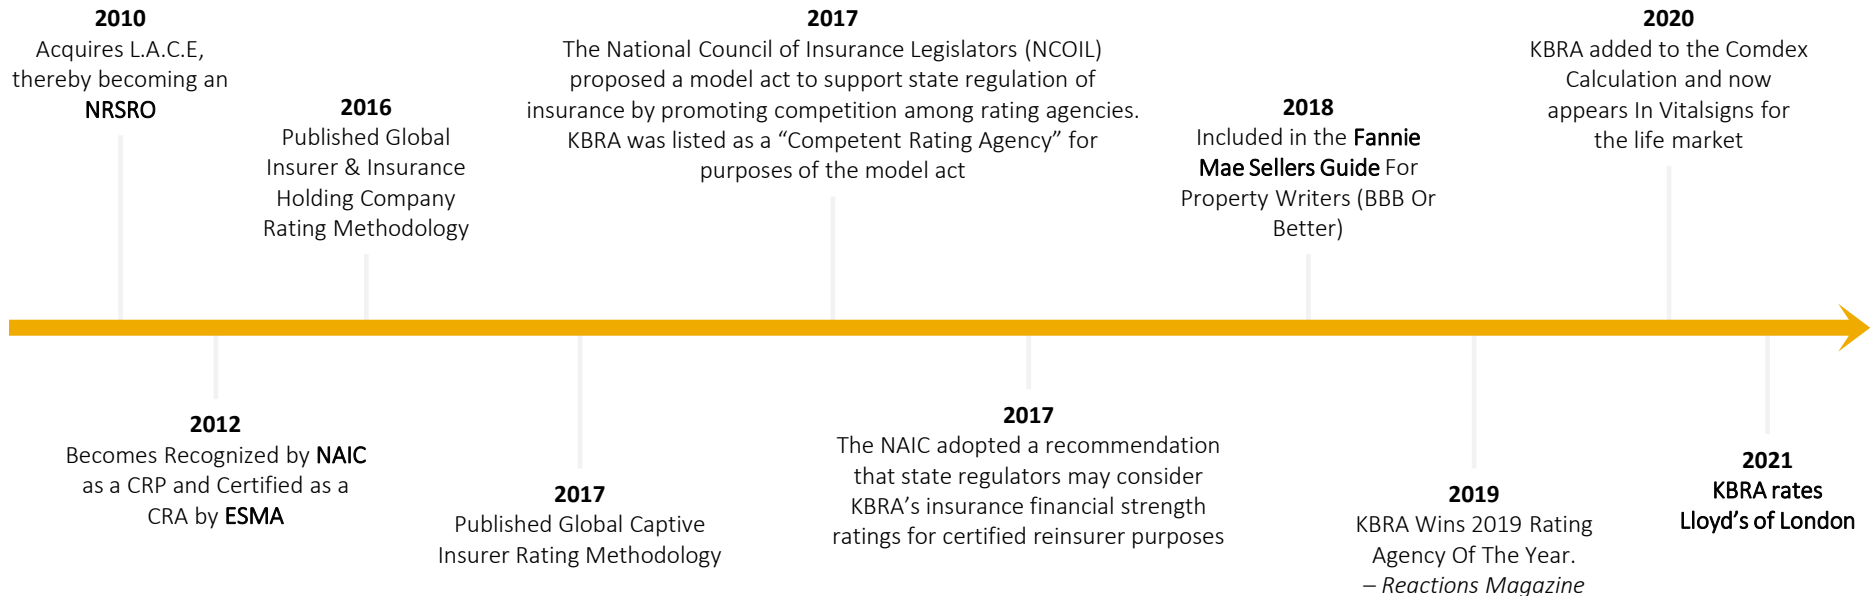 2010
Acquires L.A.C.E,
thereby becoming an
NRSRO
2012
Becomes Recognized by NAIC
as a CRP and Certified as a
CRA by ESMA
2016
Published Global
Insurer & Insurance
Holding Company
Rating Methodology
2017
Published Global Captive
Insurer Rating Methodology
2017
The National Council of Insurance Legislators (NCOIL)
proposed a model act to support state regulation of
insurance by promoting competition among rating agencies.
KBRA was listed as a “Competent Rating Agency” for
purposes of the model act
2017
The NAIC adopted a recommendation
that state regulators may consider
KBRA’s insurance financial strength
ratings for certified reinsurer purposes
2018
Included in the Fannie
Mae Sellers Guide For
Property Writers (BBB Or
Better)
2019
KBRA Wins 2019 Rating
Agency Of The Year.
– Reactions Magazine
2020
KBRA added to the Comdex
Calculation and now
appears In Vitalsigns for
the life market
2021
KBRA rates
Lloyd’s of London